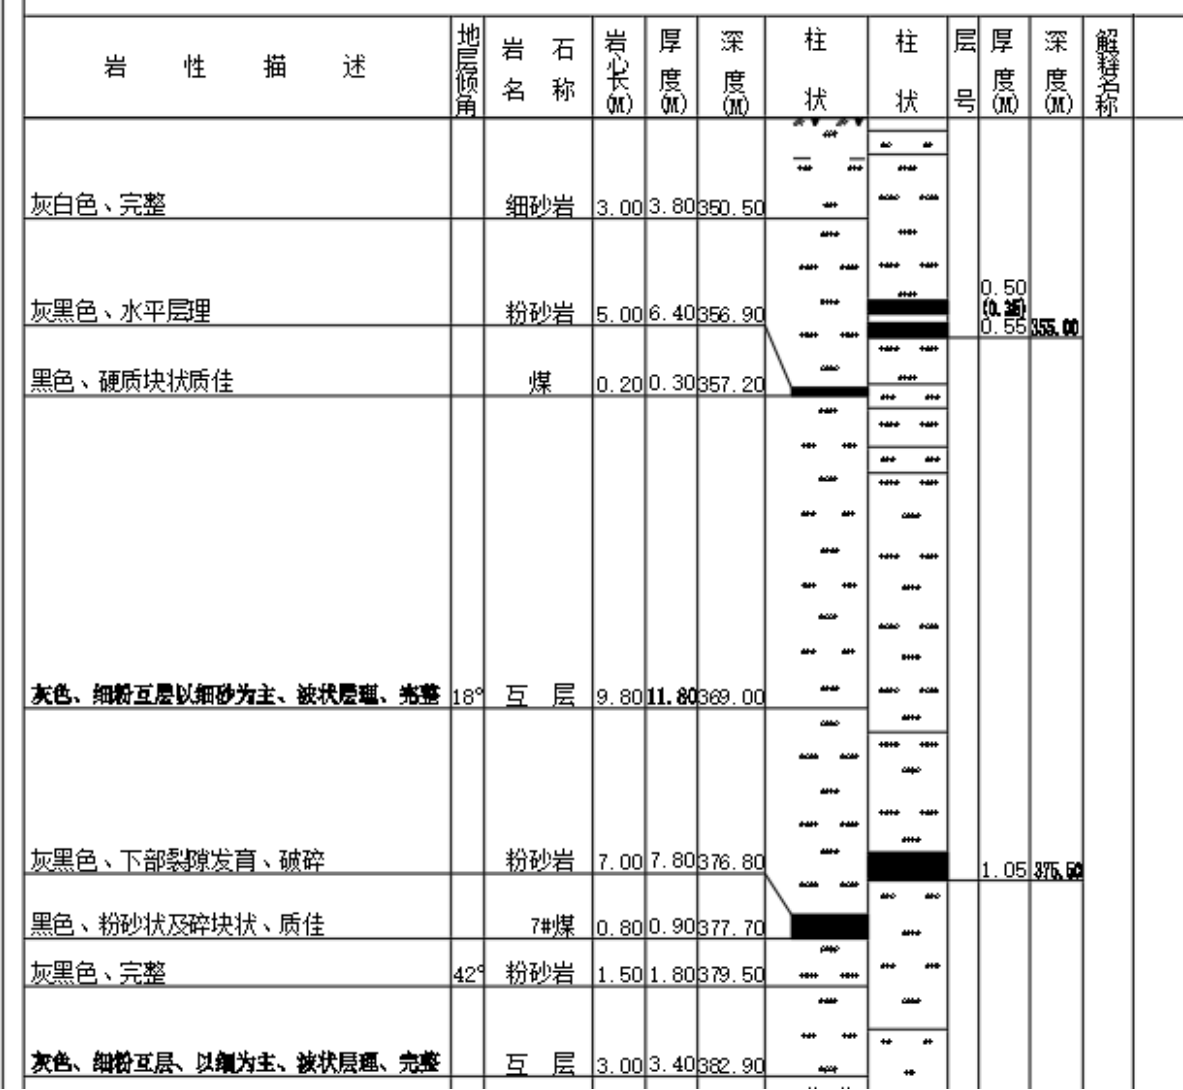 岩 性 描 述 地层倾角 岩石名称 岩心长(M) 厚度(M) 深度(M) 柱状 柱状 层号 厚度(M) 深度(M) 解释名称
灰白色、完整 细砂岩 3.00 3.80 350.50
0.50
(0.35)
灰黑色、水平层理 粉砂岩 5.00 6.40 356.90
0.55 355.00
黑色、硬质块状质佳 煤 0.20 0.30 357.20
灰色、细粉互层以细砂为主、波状层理、完整 18° 互 层 9.80 11.80 369.00
灰黑色、下部裂隙发育、破碎 粉砂岩 7.00 7.80 376.80
1.05 375.50
黑色、粉砂状及碎块状、质佳 7#煤 0.80 0.90 377.70
灰黑色、完整 42° 粉砂岩 1.50 1.80 379.50
灰色、细粉互层、以细为主、波状层理、完整 互 层 3.00 3.40 382.90